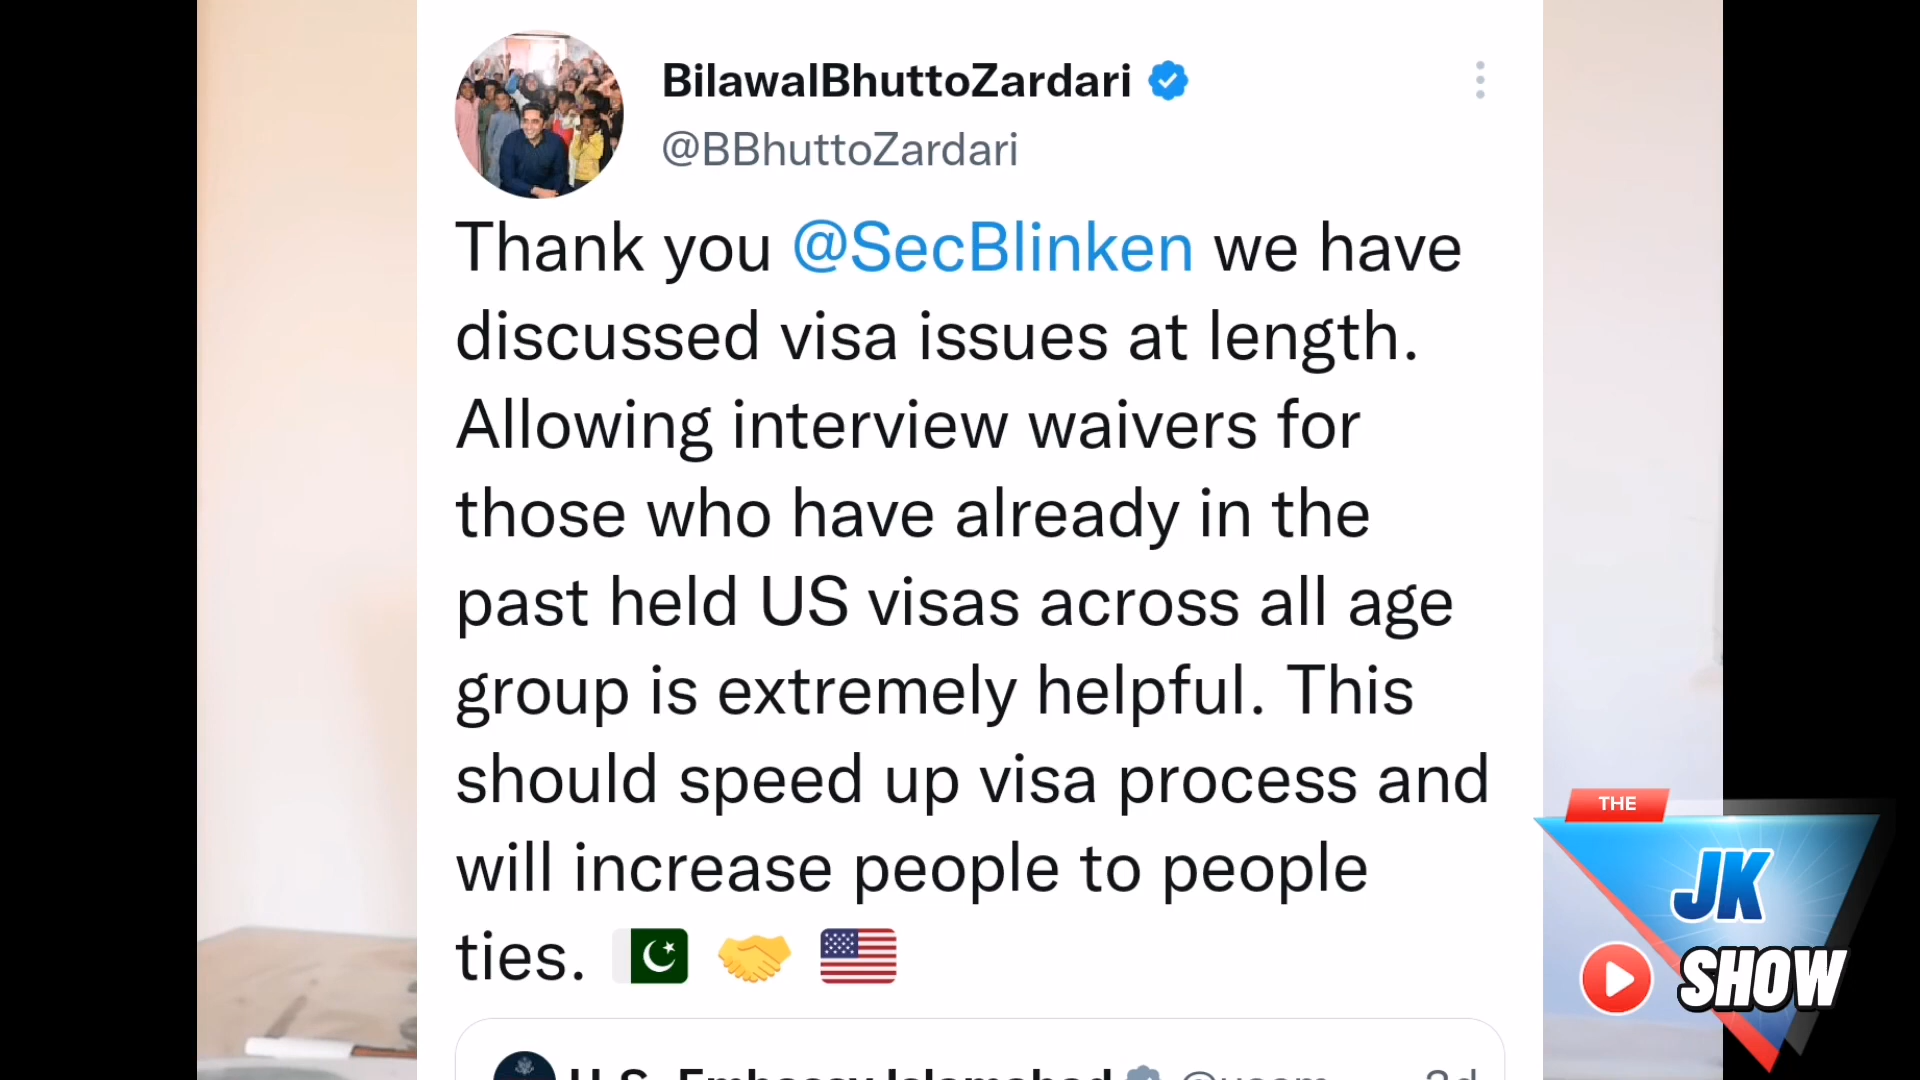 BilawalBhuttoZardari
@BBhuttoZardari
Thank you @SecBlinken we have
discussed visa issues at length.
Allowing interview waivers for
those who have already in the
past held US visas across all age
group is extremely helpful. This
should speed up visa process and
will increase people to people
ties. 🇵🇰 🤝 🇺🇸
U.S. Embassy Islamabad
THE
JK
SHOW